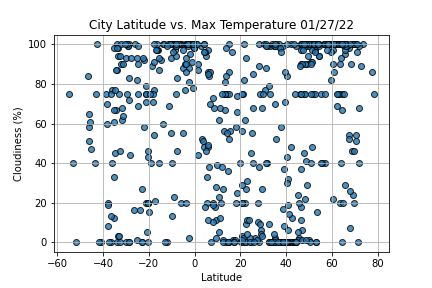 City Latitude vs. Max Temperature 01/27/22
100
80
60
40
20
0
Cloudiness (%)
−60 −40 −20 0 20 40 60 80
Latitude